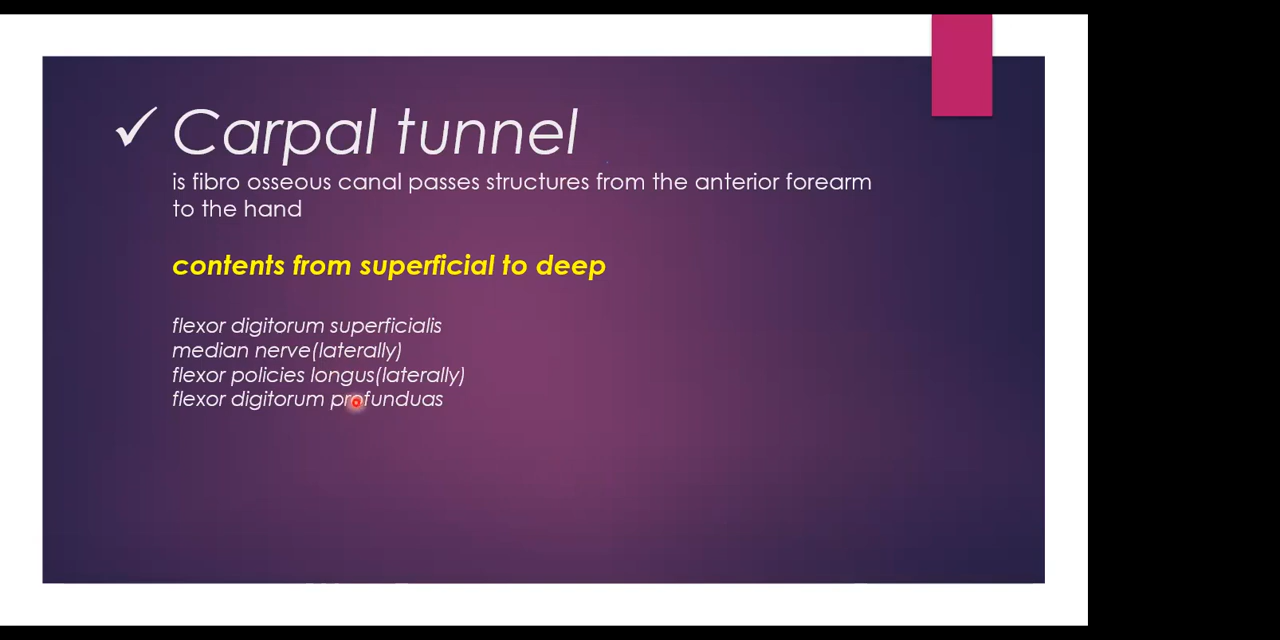 Carpal tunnel
is fibro osseous canal passes structures from the anterior forearm
to the hand
contents from superficial to deep
flexor digitorum superficialis
median nerve(laterally)
flexor policies longus(laterally)
flexor digitorum profunduas